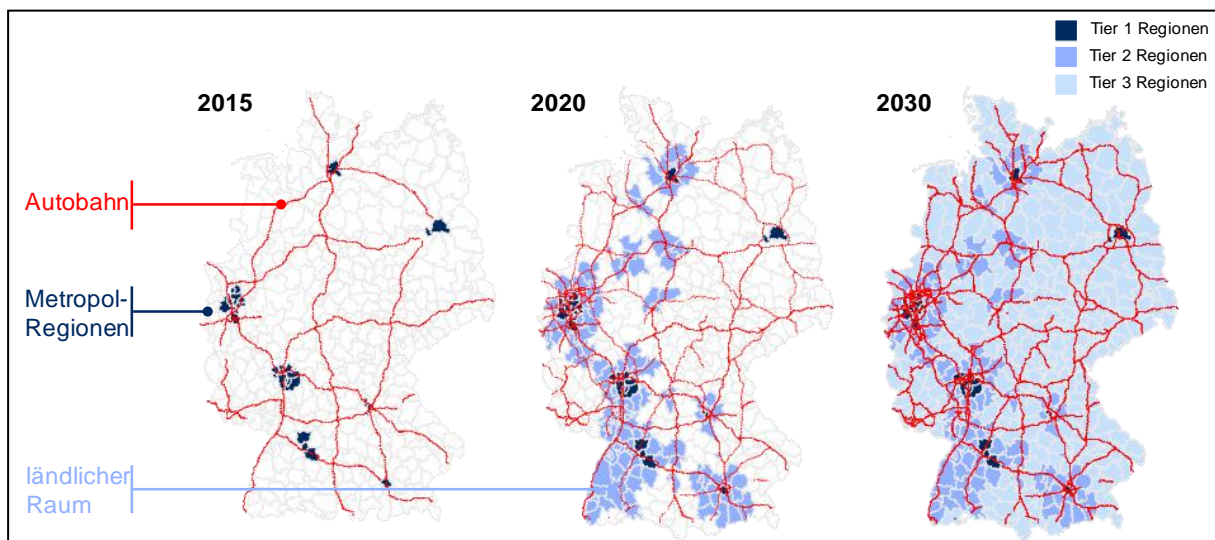 Tier 1 Regionen
Tier 2 Regionen
Tier 3 Regionen
2015
2020
2030
Autobahn
Metropol-
Regionen
ländlicher
Raum